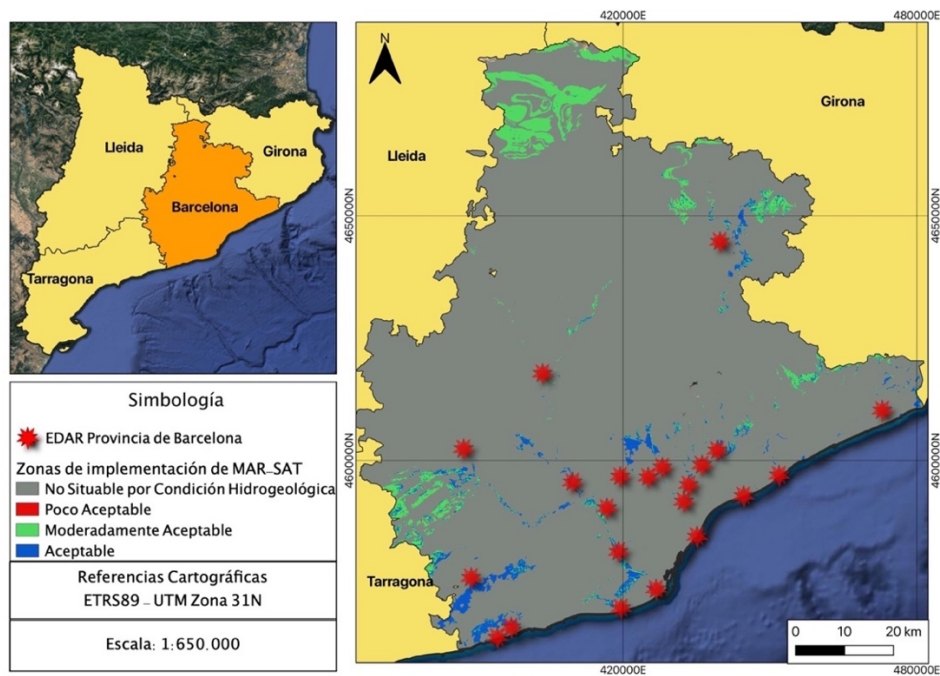 Lleida
Girona
Barcelona
Tarragona
Simbología
EDAR Provincia de Barcelona
Zonas de implementación de MAR_SAT
No Situable por Condición Hidrogeológica
Poco Aceptable
Moderadamente Aceptable
Aceptable
Referencias Cartográficas
ETRS89 _ UTM Zona 31N
Escala: 1:650.000
420000E
480000E
N
Girona
Lleida
4650000N
4650000N
4600000N
4600000N
Tarragona
0 10 20 km
420000E
480000E